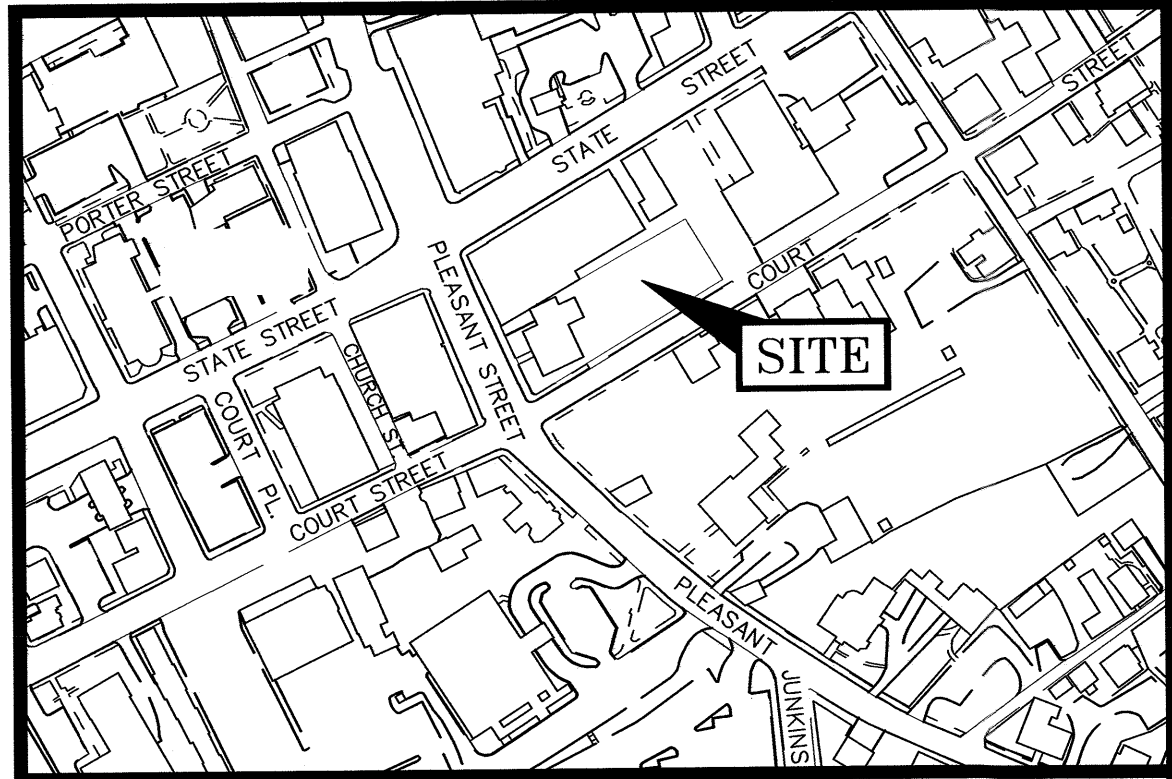 STREET
STREET
STATE
PORTER STREET
COURT
PLEASANT STREET
SITE
STATE STREET
CHURCH ST
COURT PL.
COURT STREET
PLEASANT
JUNKINS